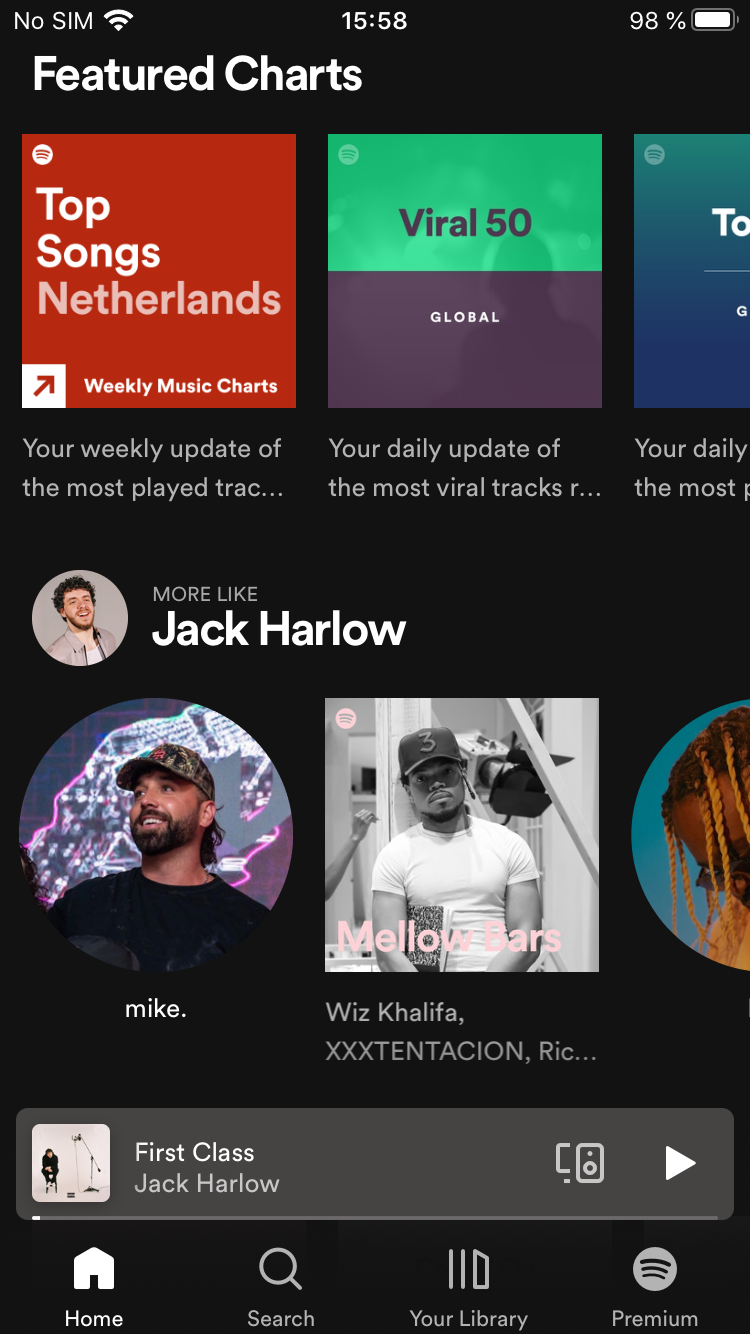 No SIM 15:58 98 %
Featured Charts
Top
Songs
Netherlands
Weekly Music Charts
Viral 50
GLOBAL
To
G
Your weekly update of
the most played trac...
Your daily update of
the most viral tracks r...
Your daily
the most p
MORE LIKE
Jack Harlow
3
Mellow Bars
mike.
Wiz Khalifa,
XXXTENTACION, Ric...
First Class
Jack Harlow
Home
Search
Your Library
Premium